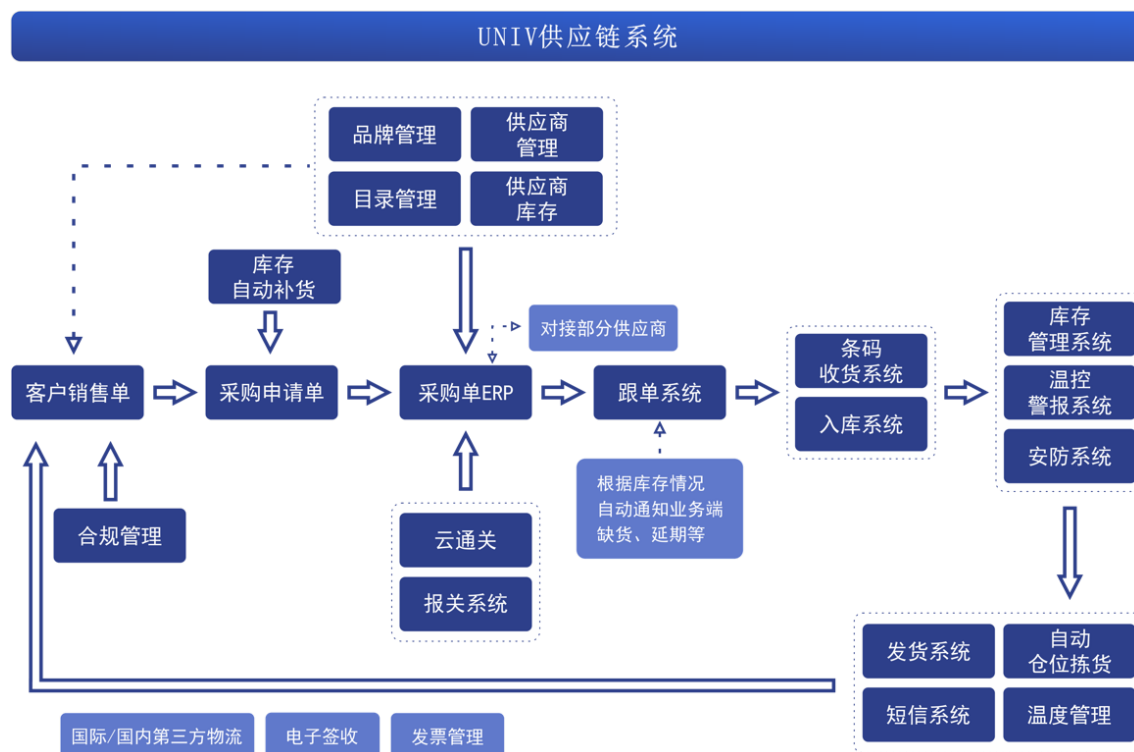 UNIV供应链系统
品牌管理
供应商
管理
目录管理
供应商
库存
库存
自动补货
对接部分供应商
客户销售单
采购申请单
采购单ERP
跟单系统
条码
收货系统
入库系统
库存
管理系统
温控
警报系统
安防系统
合规管理
云通关
报关系统
根据库存情况
自动通知业务端
缺货、延期等
发货系统
自动
仓位拣货
短信系统
温度管理
国际/国内第三方物流
电子签收
发票管理